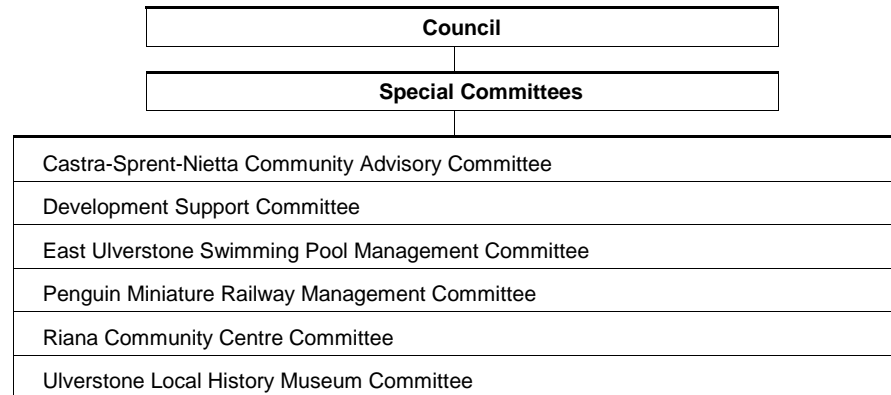 Council
Special Committees
Castra-Sprent-Nietta Community Advisory Committee
Development Support Committee
East Ulverstone Swimming Pool Management Committee
Penguin Miniature Railway Management Committee
Riana Community Centre Committee
Ulverstone Local History Museum Committee